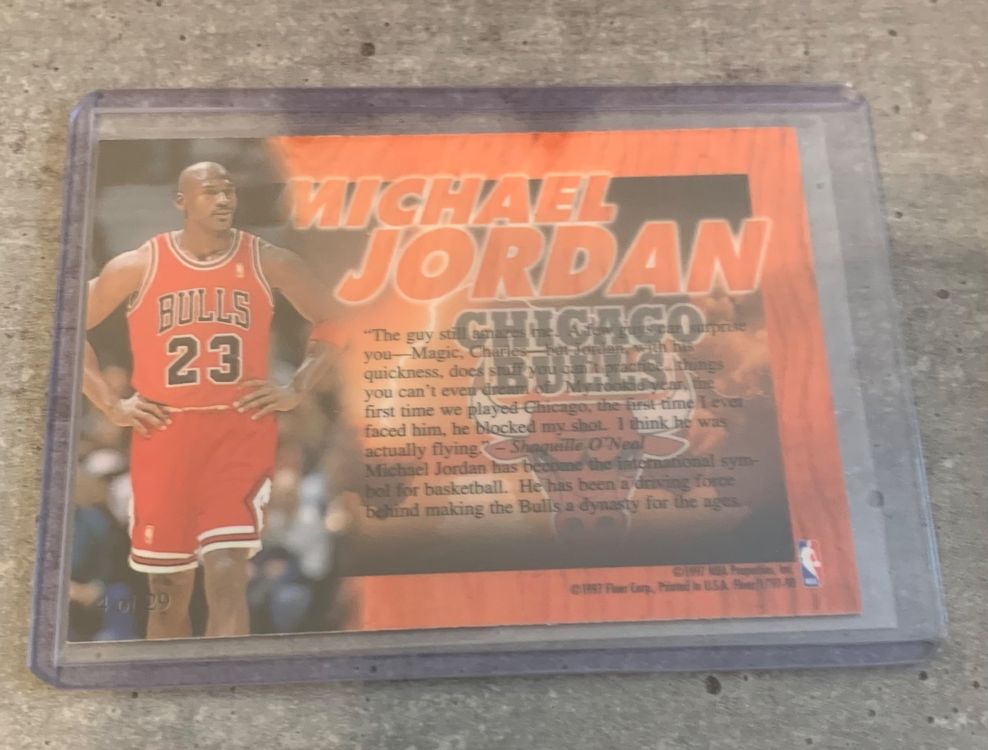 MICHAEL
JORDAN
CHICAGO
BULLS
BULLS
23
“The guy still amazes me. A few guys can surprise
you—Magic, Charles—but Jordan, with his
quickness, does stuff you can't practice...things
you can't even dream of. My rookie year, the
first time we played Chicago, the first time I ever
faced him, he blocked my shot. I think he was
actually flying.” – Shaquille O'Neal
Michael Jordan has become the international sym-
bol for basketball. He has been a driving force
behind making the Bulls a dynasty for the ages.
4 of 29
©1997 NBA Properties, Inc.
©1997 Fleer Corp., Printed in U.S.A. Fleer/97-98